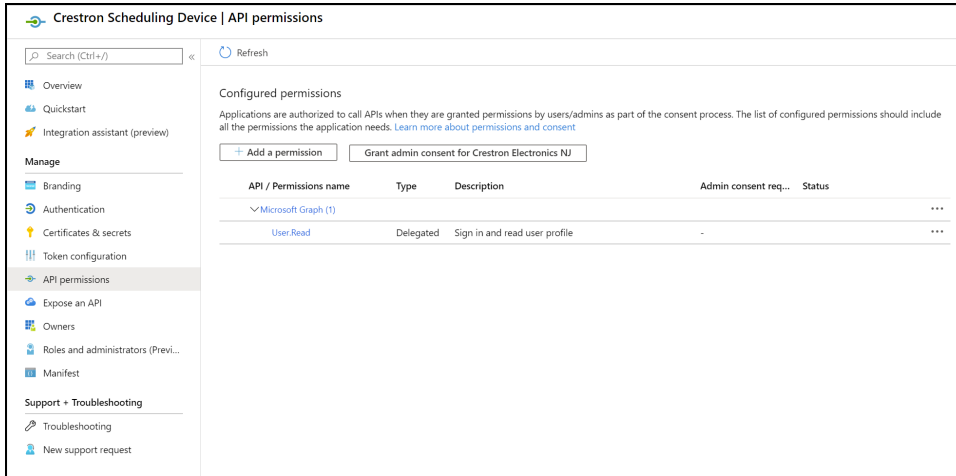 Crestron Scheduling Device | API permissions
Search (Ctrl+/)
«
Overview
Quickstart
Integration assistant (preview)
Manage
Branding
Authentication
Certificates & secrets
Token configuration
API permissions
Expose an API
Owners
Roles and administrators (Previ...
Manifest
Support + Troubleshooting
Troubleshooting
New support request
Refresh
Configured permissions
Applications are authorized to call APIs when they are granted permissions by users/admins as part of the consent process. The list of configured permissions should include
all the permissions the application needs. Learn more about permissions and consent
+ Add a permission Grant admin consent for Crestron Electronics NJ
API / Permissions name Type Description Admin consent req... Status
Microsoft Graph (1) ...
User.Read Delegated Sign in and read user profile - ...